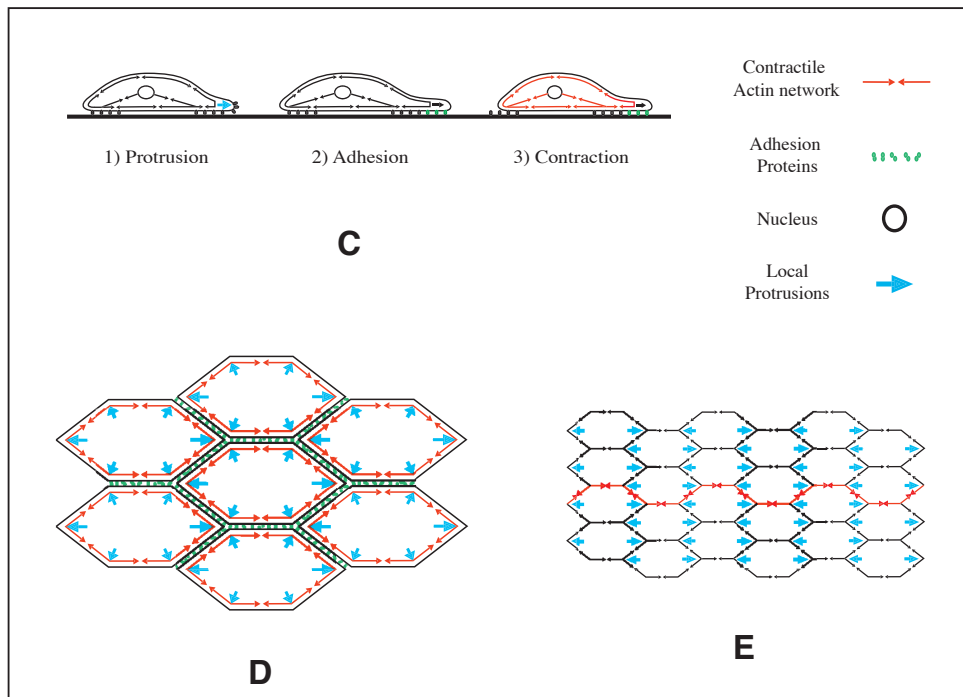 1) Protrusion
2) Adhesion
3) Contraction
C
Contractile
Actin network
Adhesion
Proteins
Nucleus
Local
Protrusions
D
E